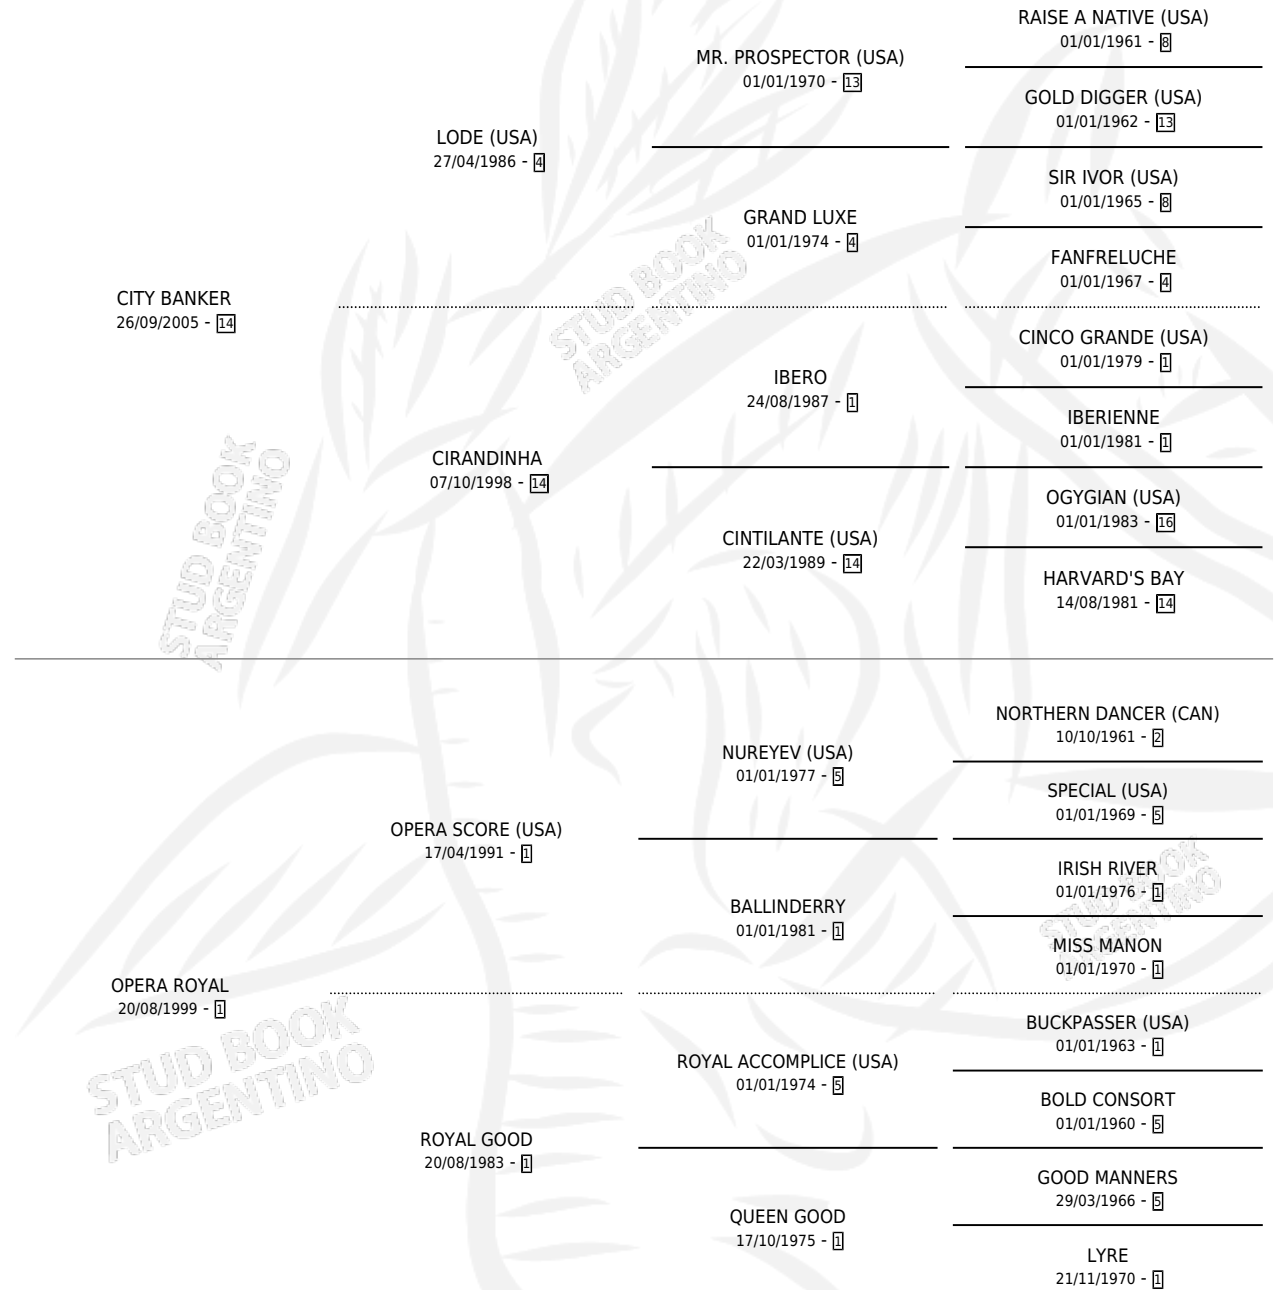 RAISE A NATIVE (USA)
01/01/1961 - 8
MR. PROSPECTOR (USA)
01/01/1970 - 13
GOLD DIGGER (USA)
01/01/1962 - 13
LODE (USA)
27/04/1986 - 4
SIR IVOR (USA)
01/01/1965 - 8
GRAND LUXE
01/01/1974 - 4
FANFRELUCHE
01/01/1967 - 4
CITY BANKER
26/09/2005 - 14
CINCO GRANDE (USA)
01/01/1979 - 1
IBERO
24/08/1987 - 1
IBERIENNE
01/01/1981 - 1
CIRANDINHA
07/10/1998 - 14
OGYGIAN (USA)
01/01/1983 - 16
CINTILANTE (USA)
22/03/1989 - 14
HARVARD'S BAY
14/08/1981 - 14
NORTHERN DANCER (CAN)
10/10/1961 - 2
NUREYEV (USA)
01/01/1977 - 5
SPECIAL (USA)
01/01/1969 - 5
OPERA SCORE (USA)
17/04/1991 - 1
IRISH RIVER
01/01/1976 - 1
BALLINDERRY
01/01/1981 - 1
MISS MANON
01/01/1970 - 1
OPERA ROYAL
20/08/1999 - 1
BUCKPASSER (USA)
01/01/1963 - 1
ROYAL ACCOMPLICE (USA)
01/01/1974 - 5
BOLD CONSORT
01/01/1960 - 5
ROYAL GOOD
20/08/1983 - 1
GOOD MANNERS
29/03/1966 - 5
QUEEN GOOD
17/10/1975 - 1
LYRE
21/11/1970 - 1
STUD BOOK
ARGENTINO
STUD BOOK
ARGENTINO
STUD BOOK
ARGENTINO
STUD BOOK
ARGENTINO